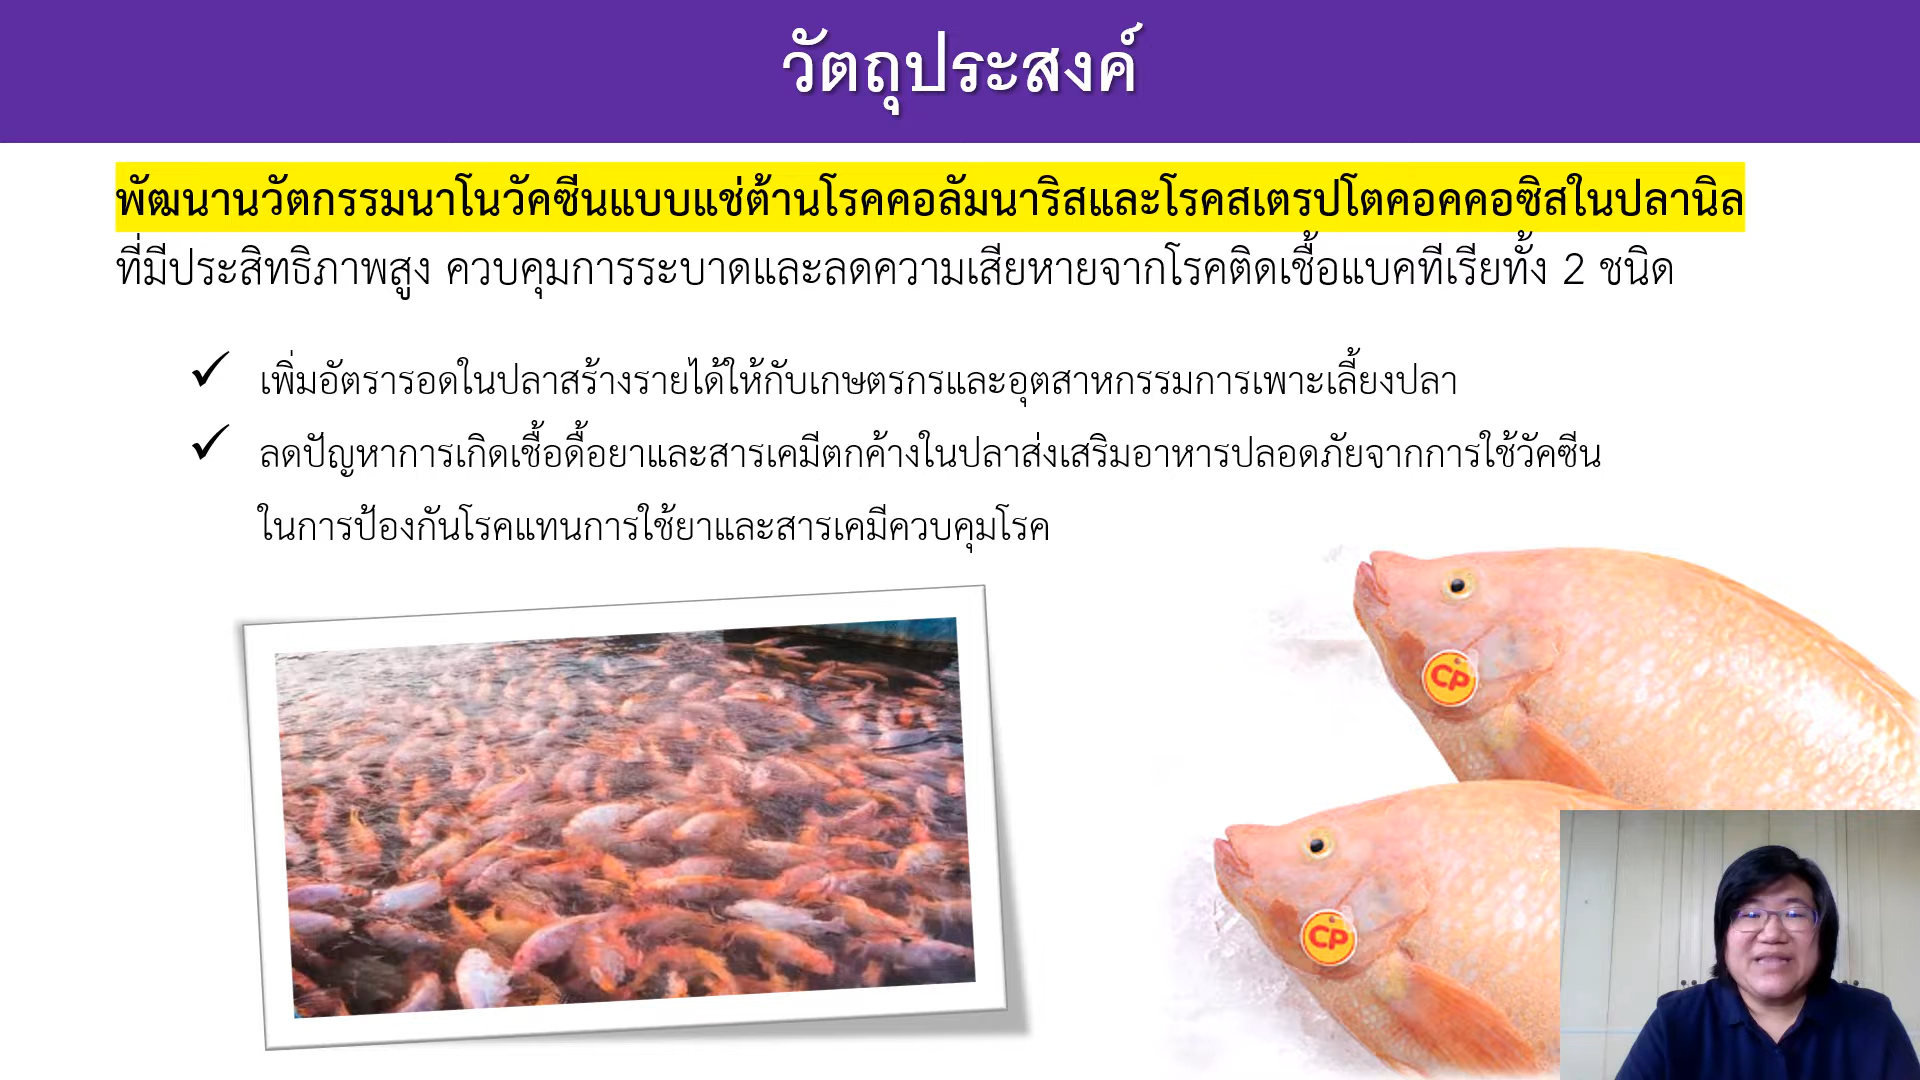 วัตถุประสงค์
พัฒนานวัตกรรมนาโนวัคซีนแบบแช่ต้านโรคคอลัมนาริสและโรคสเตรปโตคอคคอซิสในปลานิล
ที่มีประสิทธิภาพสูง ควบคุมการระบาดและลดความเสียหายจากโรคติดเชื้อแบคทีเรียทั้ง 2 ชนิด
✓ เพิ่มอัตรารอดในปลาสร้างรายได้ให้กับเกษตรกรและอุตสาหกรรมการเพาะเลี้ยงปลา
✓ ลดปัญหาการเกิดเชื้อดื้อยาและสารเคมีตกค้างในปลาส่งเสริมอาหารปลอดภัยจากการใช้วัคซีน
ในการป้องกันโรคแทนการใช้ยาและสารเคมีควบคุมโรค
CP
CP